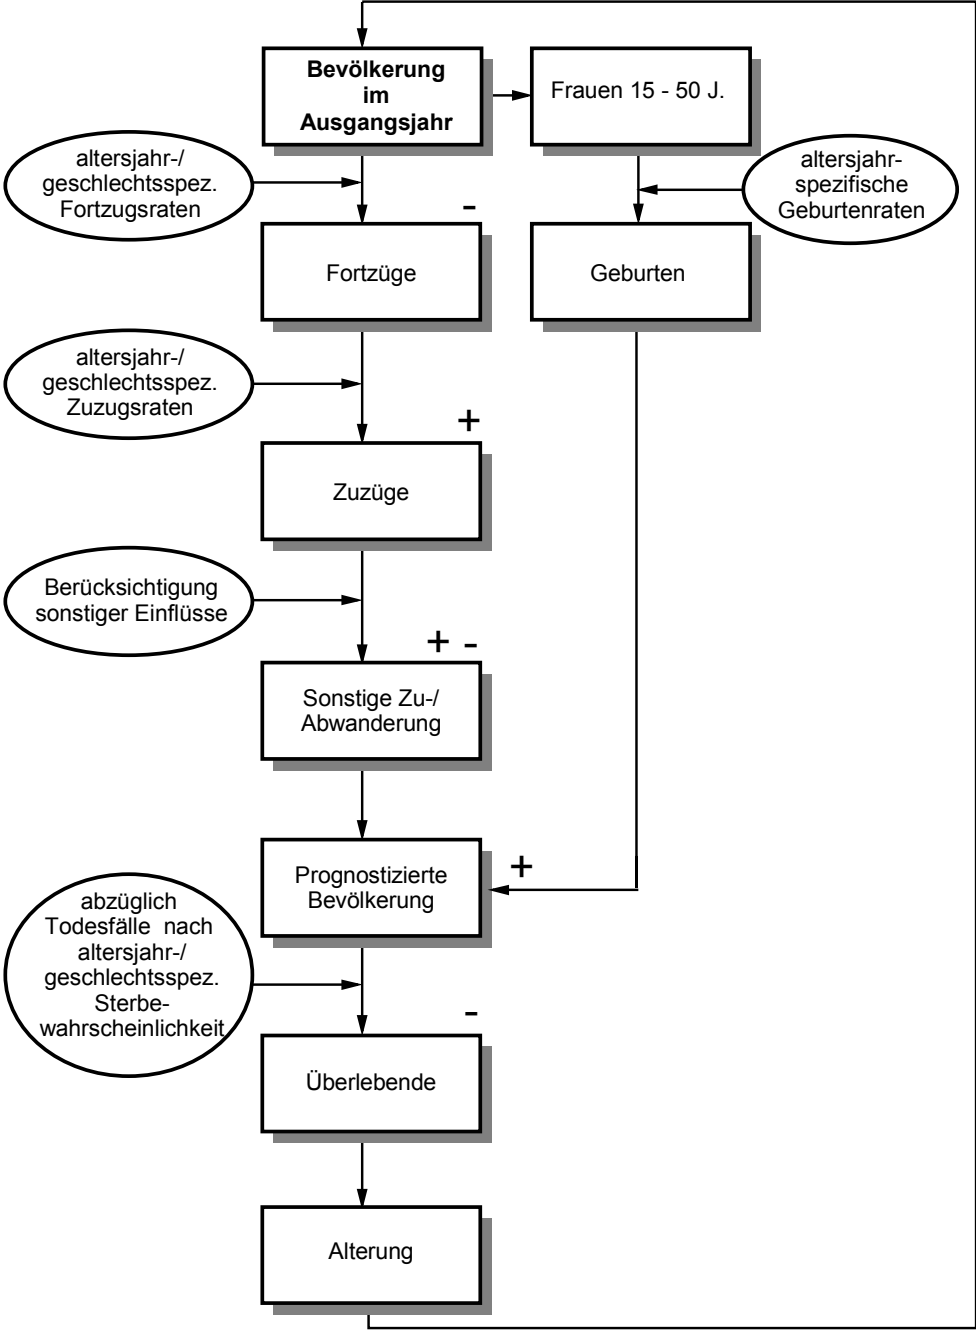 Bevölkerung
im
Ausgangsjahr
Frauen 15 - 50 J.
altersjahr-/
geschlechtsspez.
Fortzugsraten
altersjahr-
spezifische
Geburtenraten
-
Fortzüge
Geburten
altersjahr-/
geschlechtsspez.
Zuzugsraten
+
Zuzüge
Berücksichtigung
sonstiger Einflüsse
+ -
Sonstige Zu-/
Abwanderung
Prognostizierte
Bevölkerung
+
abzüglich
Todesfälle nach
altersjahr-/
geschlechtsspez.
Sterbe-
wahrscheinlichkeit
-
Überlebende
Alterung